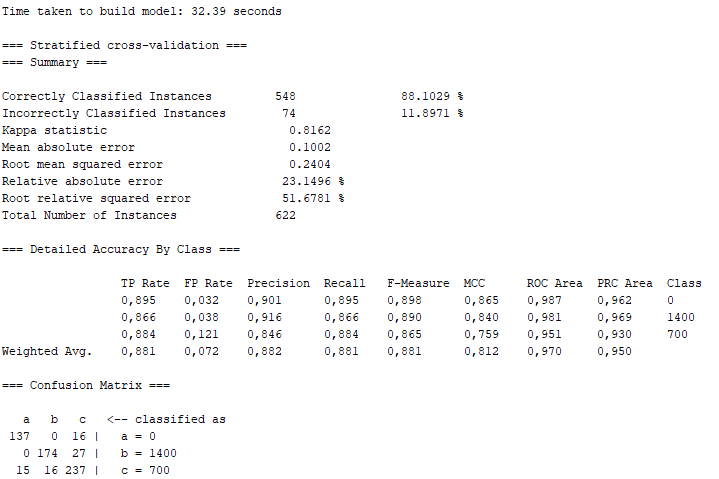 Time taken to build model: 32.39 seconds
=== Stratified cross-validation ===
=== Summary ===
Correctly Classified Instances 548 88.1029 %
Incorrectly Classified Instances 74 11.8971 %
Kappa statistic 0.8162
Mean absolute error 0.1002
Root mean squared error 0.2404
Relative absolute error 23.1496 %
Root relative squared error 51.6781 %
Total Number of Instances 622
=== Detailed Accuracy By Class ===
TP Rate FP Rate Precision Recall F-Measure MCC ROC Area PRC Area Class
0,895 0,032 0,901 0,895 0,898 0,865 0,987 0,962 0
0,866 0,038 0,916 0,866 0,890 0,840 0,981 0,969 1400
0,884 0,121 0,846 0,884 0,865 0,759 0,951 0,930 700
Weighted Avg. 0,881 0,072 0,882 0,881 0,881 0,812 0,970 0,950
=== Confusion Matrix ===
a b c <-- classified as
137 0 16 | a = 0
0 174 27 | b = 1400
15 16 237 | c = 700